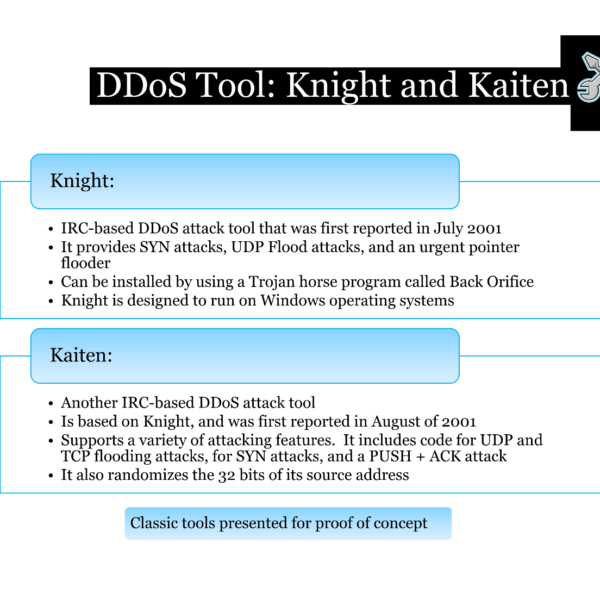 DDoS Tool: Knight and Kaiten
Knight:
• IRC-based DDoS attack tool that was first reported in July 2001
• It provides SYN attacks, UDP Flood attacks, and an urgent pointer
flooder
• Can be installed by using a Trojan horse program called Back Orifice
• Knight is designed to run on Windows operating systems
Kaiten:
• Another IRC-based DDoS attack tool
• Is based on Knight, and was first reported in August of 2001
• Supports a variety of attacking features.  It includes code for UDP and
TCP flooding attacks, for SYN attacks, and a PUSH + ACK attack
• It also randomizes the 32 bits of its source address
Classic tools presented for proof of concept